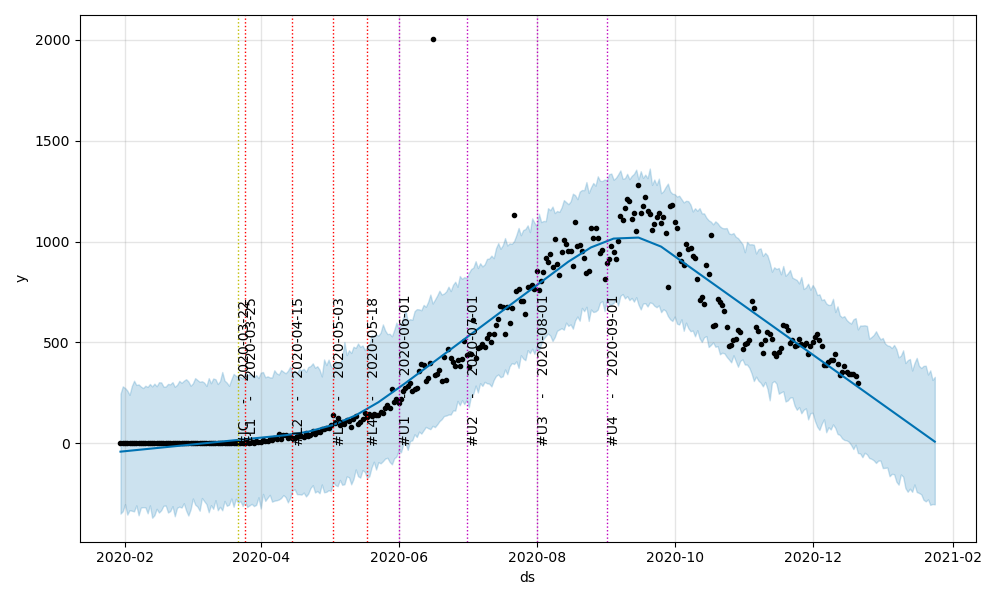 2000
1500
1000
500
0
y
#JC - 2020-03-22
#L1 - 2020-03-25
#L2 - 2020-04-15
#L3 - 2020-05-03
#L4 - 2020-05-18
#U1 - 2020-06-01
#U2 - 2020-07-01
#U3 - 2020-08-01
#U4 - 2020-09-01
2020-02
2020-04
2020-06
2020-08
2020-10
2020-12
2021-02
ds